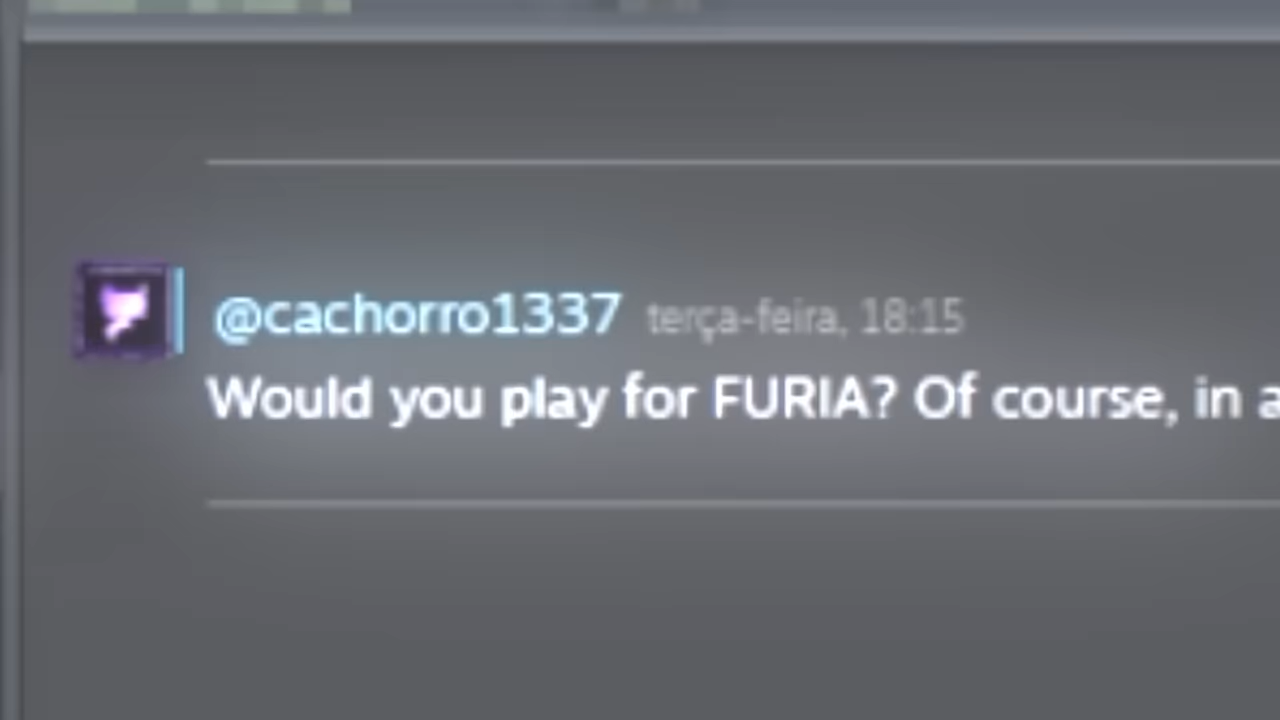 @cachorro1337 terça-feira, 18:15
Would you play for FURIA? Of course, in a